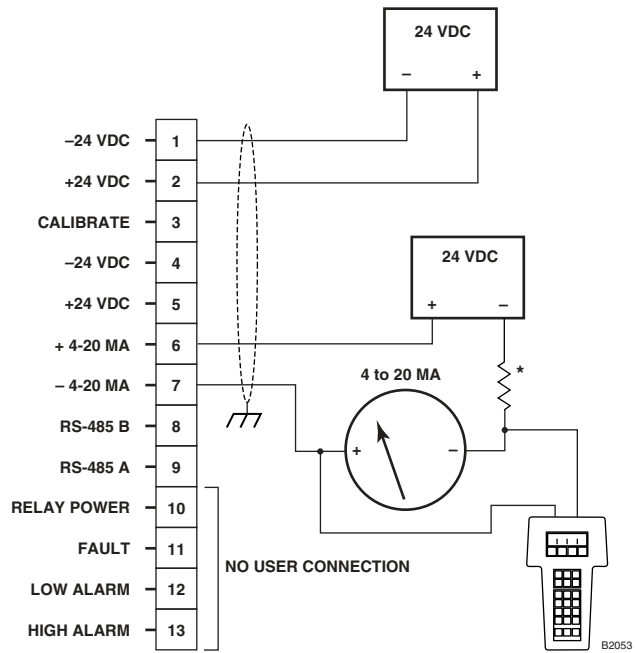 24 VDC
– +
–24 VDC 1
+24 VDC 2
CALIBRATE 3
–24 VDC 4
+24 VDC 5
+ 4-20 MA 6
– 4-20 MA 7
RS-485 B 8
RS-485 A 9
RELAY POWER 10
FAULT 11
LOW ALARM 12
HIGH ALARM 13
24 VDC
+ –
*
4 to 20 MA
+ –
NO USER CONNECTION
B2053